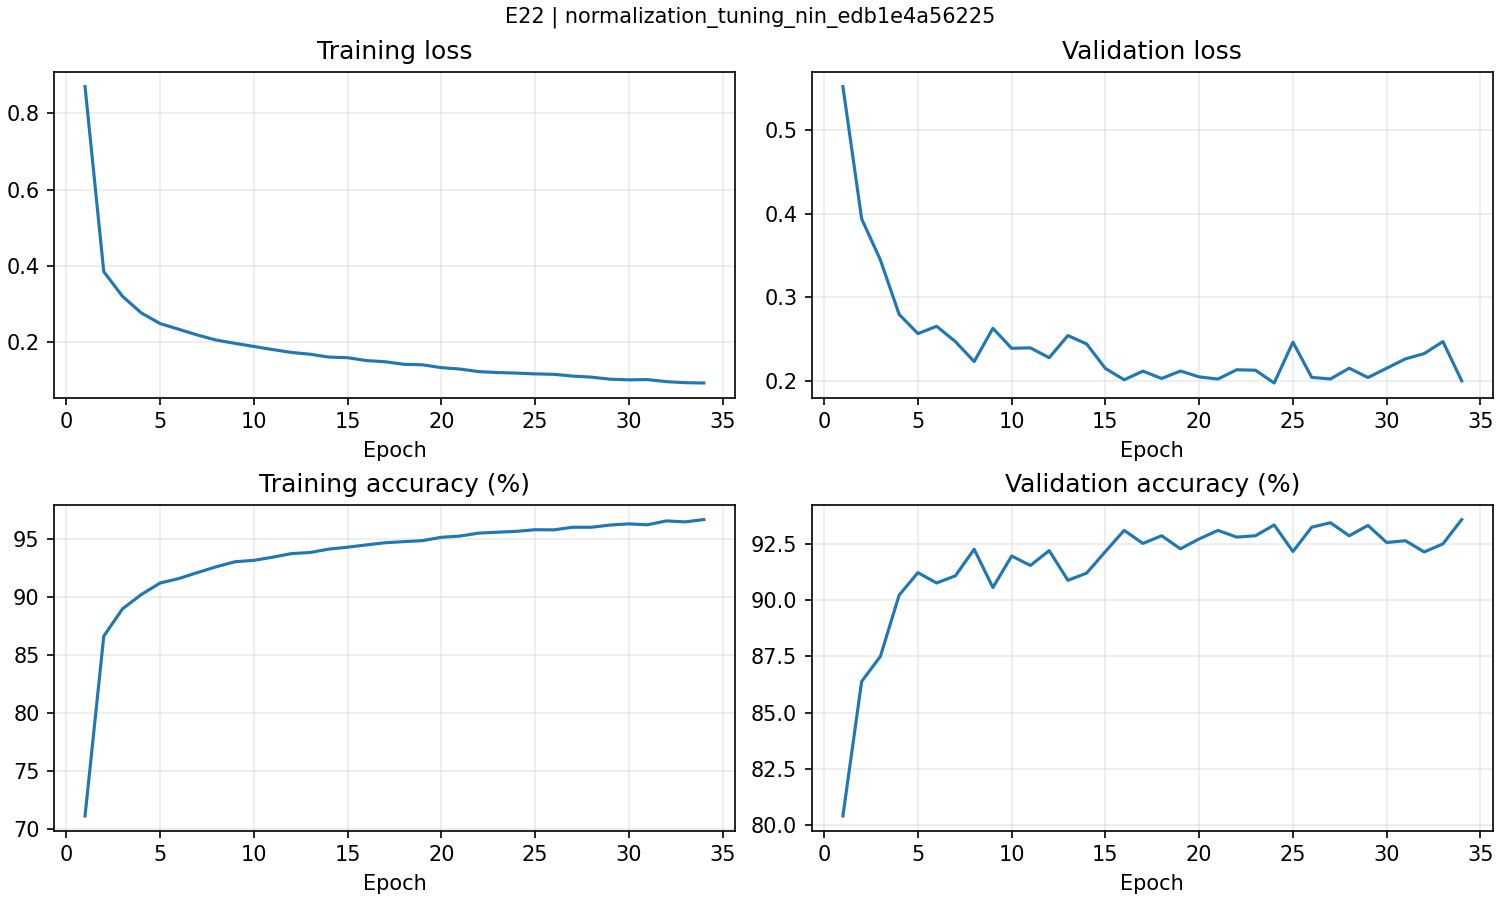 E22 | normalization_tuning_nin_edb1e4a56225
Training loss
0.8
0.6
0.4
0.2
0 5 10 15 20 25 30 35
Epoch
Validation loss
0.5
0.4
0.3
0.2
0 5 10 15 20 25 30 35
Epoch
Training accuracy (%)
95
90
85
80
75
70
0 5 10 15 20 25 30 35
Epoch
Validation accuracy (%)
92.5
90.0
87.5
85.0
82.5
80.0
0 5 10 15 20 25 30 35
Epoch